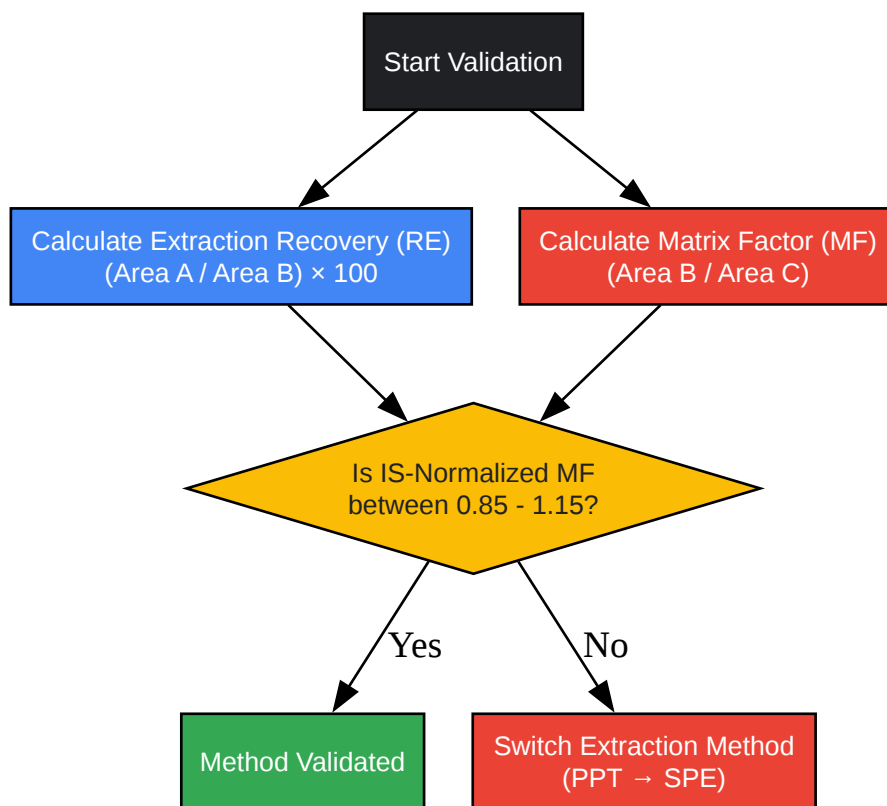 Start Validation
Calculate Extraction Recovery (RE)
(Area A / Area B) × 100
Calculate Matrix Factor (MF)
(Area B / Area C)
Is IS-Normalized MF
between 0.85 - 1.15?
Yes
No
Method Validated
Switch Extraction Method
(PPT → SPE)